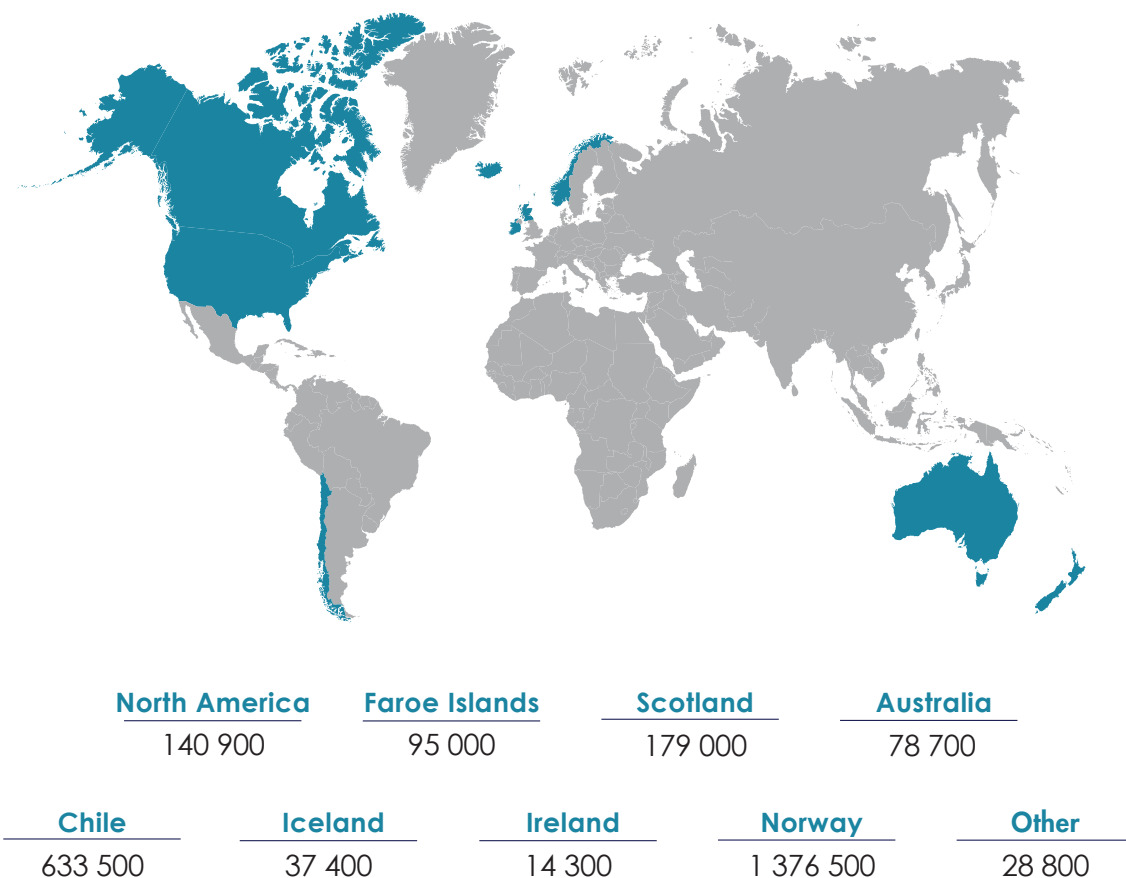 North America Faroe Islands Scotland Australia
140 900 95 000 179 000 78 700
Chile Iceland Ireland Norway Other
633 500 37 400 14 300 1 376 500 28 800